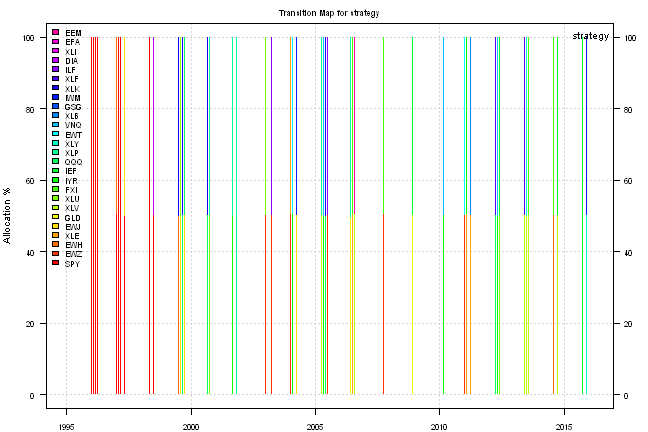 Transition Map for strategy
strategy
Allocation %
100
80
60
40
20
0
EEM
EFA
XLI
DIA
ILF
XLF
XLK
IWM
GSG
XLB
VNQ
EWT
XLY
XLP
QQQ
IEF
IYR
FXI
XLU
XLV
GLD
EWJ
XLE
EWH
EWZ
SPY
100
80
60
40
20
0
1995
2000
2005
2010
2015